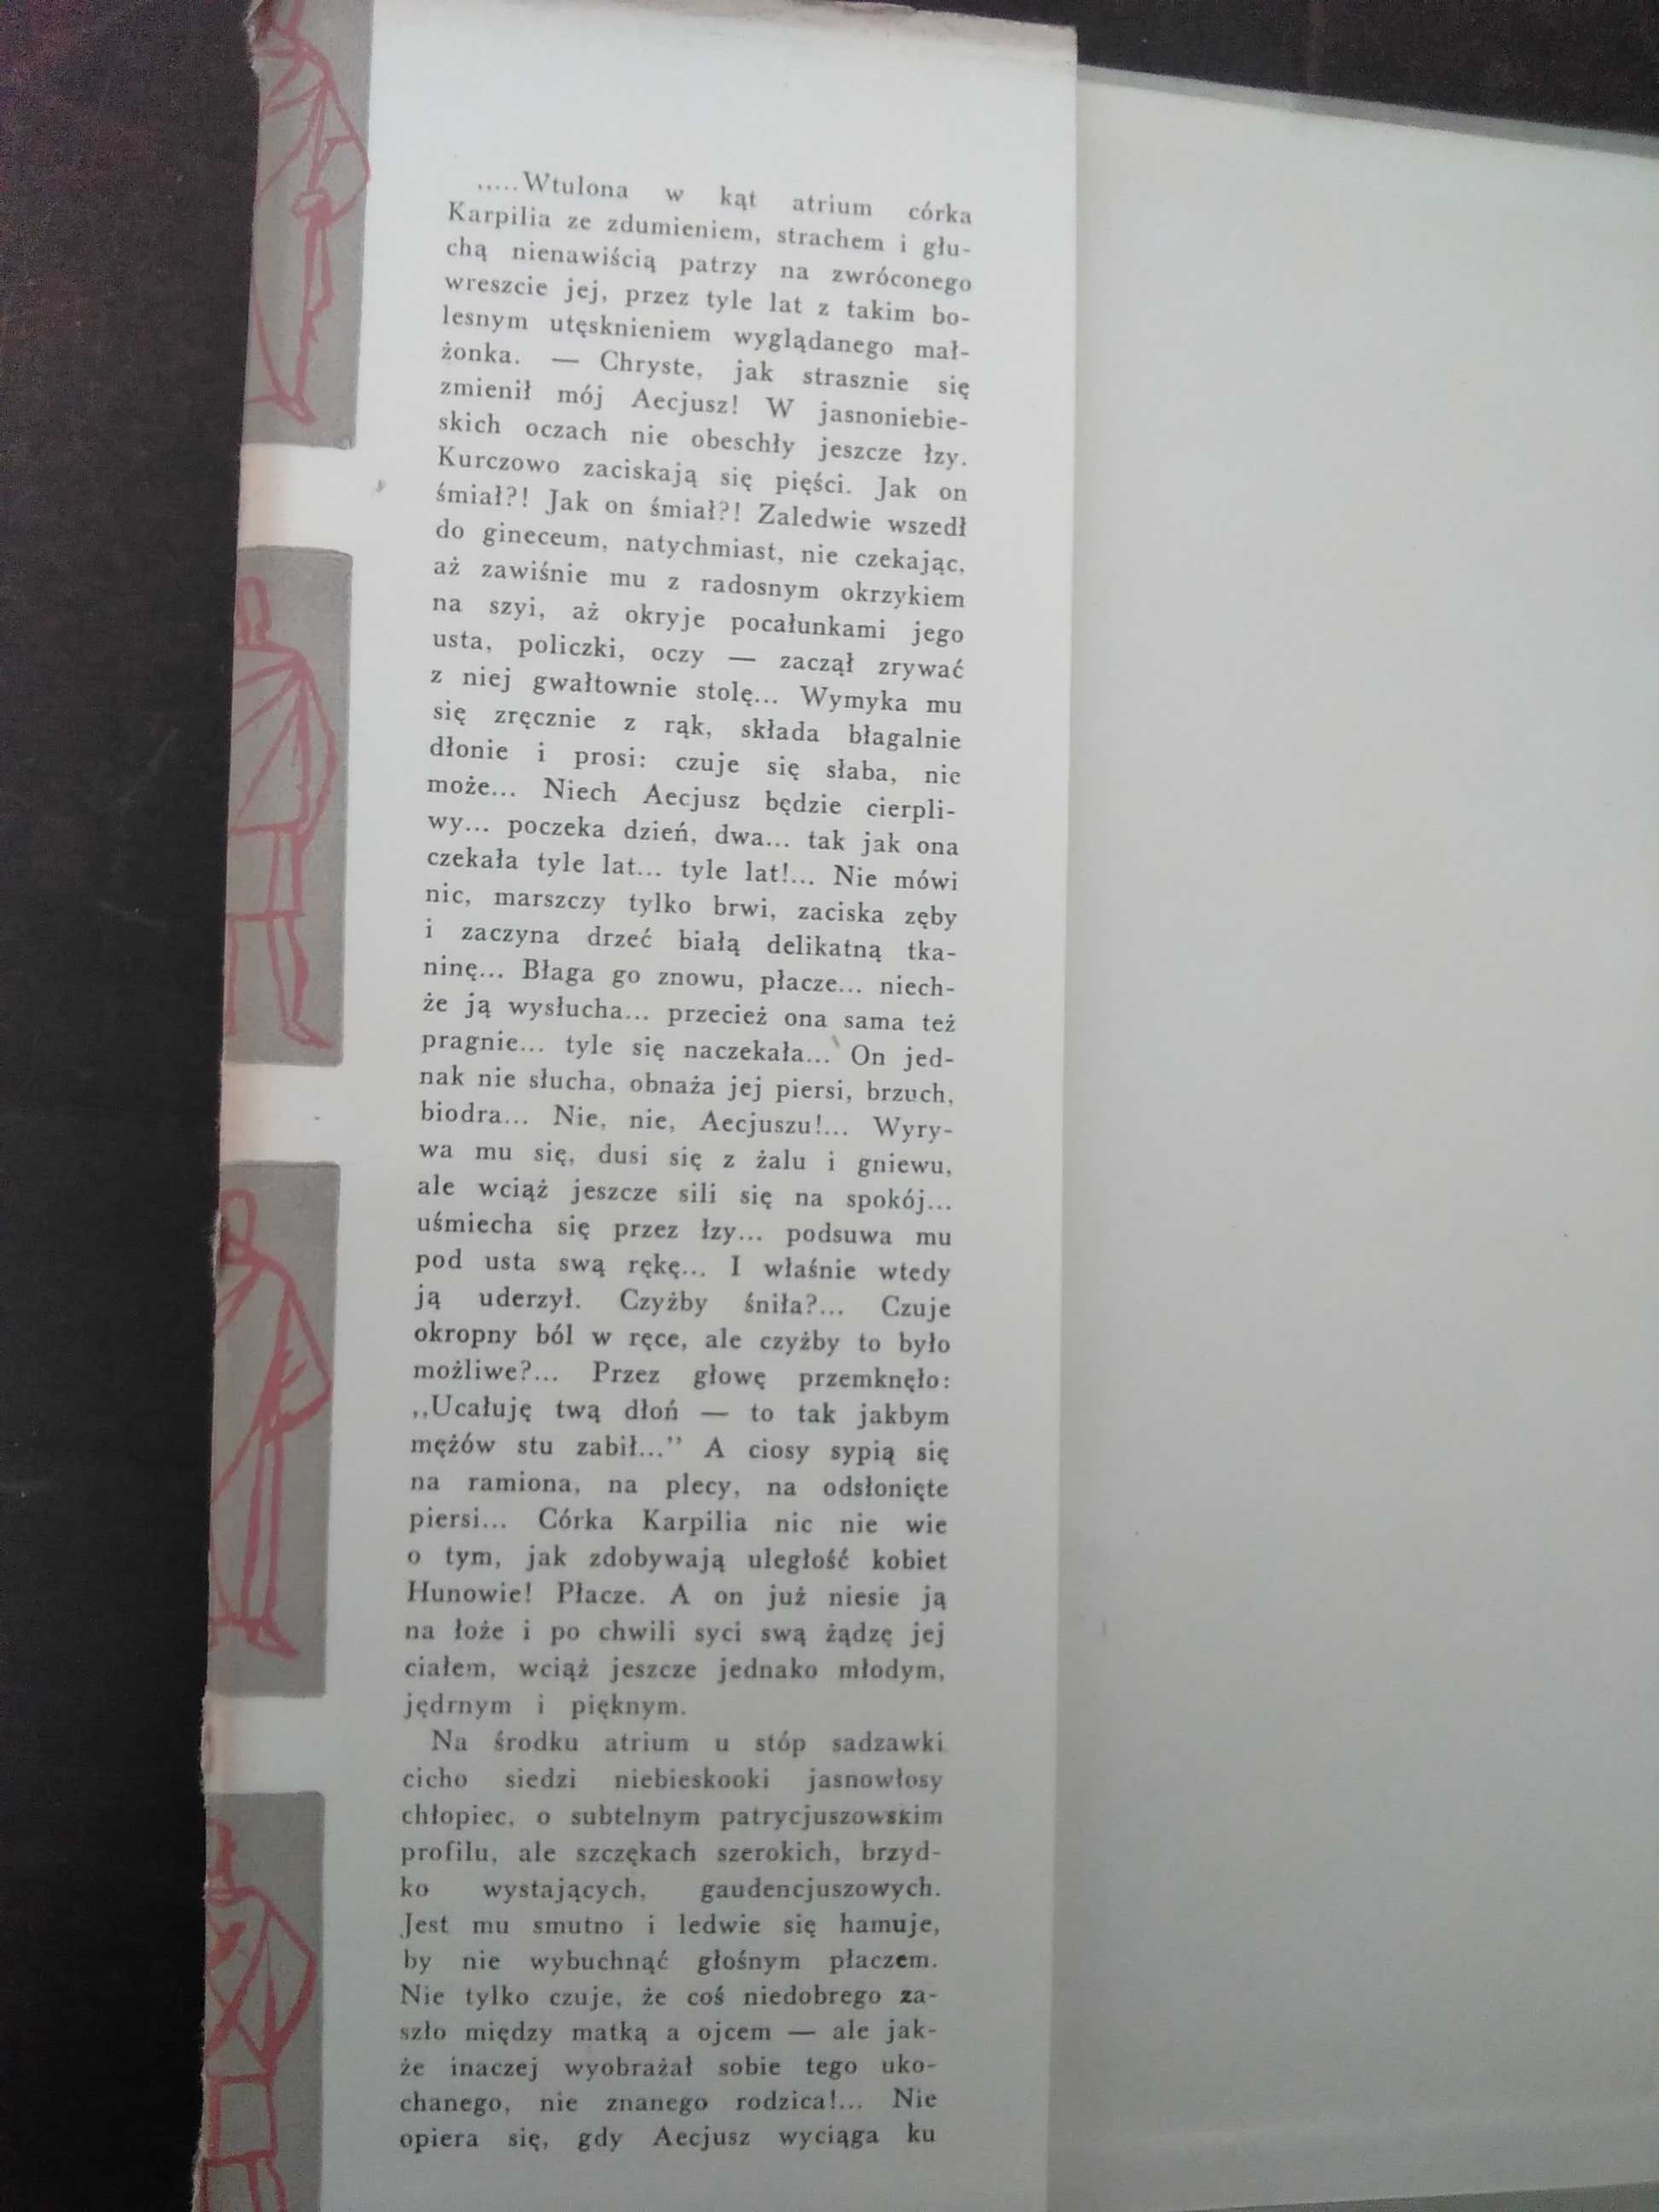 „...Wtulona w kąt atrium córka
Karpilia ze zdumieniem, strachem i głu-
chą nienawiścią patrzy na zwróconego
wreszcie jej, przez tyle lat z takim bo-
lesnym utęsknieniem wyglądanego mał-
żonka. — Chryste, jak strasznie się
zmienił mój Aecjusz! W jasnoniebie-
skich oczach nie obeschły jeszcze łzy.
Kurczowo zaciskają się pięści. Jak on
śmiał?! Jak on śmiał?! Zaledwie wszedł
do gineceum, natychmiast, nie czekając,
aż zawiśnie mu z radosnym okrzykiem
na szyi, aż okryje pocałunkami jego
usta, policzki, oczy — zaczął zrywać
z niej gwałtownie stolę... Wymyka mu
się zręcznie z rąk, składa błagalnie
dłonie i prosi: czuje się słaba, nie
może... Niech Aecjusz będzie cierpli-
wy... poczeka dzień, dwa... tak jak ona
czekała tyle lat... tyle lat!... Nie mówi
nic, marszczy tylko brwi, zaciska zęby
i zaczyna drzeć białą delikatną tka-
ninę... Błaga go znowu, płacze... niech-
że ją wysłucha... przecież ona sama też
pragnie... tyle się naczekała... On jed-
nak nie słucha, obnaża jej piersi, brzuch,
biodra... Nie, nie, Aecjuszu!... Wyry-
wa mu się, dusi się z żalu i gniewu,
ale wciąż jeszcze sili się na spokój...
uśmiecha się przez łzy... podsuwa mu
pod usta swą rękę... I właśnie wtedy
ją uderzył. Czyżby śniła?... Czuje
okropny ból w ręce, ale czyżby to było
możliwe?... Przez głowę przemknęło:
„Ucałuję twą dłoń — to tak jakbym
mężów stu zabił...” A ciosy sypią się
na ramiona, na plecy, na odsłonięte
piersi... Córka Karpilia nic nie wie
o tym, jak zdobywają uległość kobiet
Hunowie! Płacze. A on już niesie ją
na łoże i po chwili syci swą żądzę jej
ciałem, wciąż jeszcze jednako młodym,
jędrnym i pięknym.
Na środku atrium u stóp sadzawki
cicho siedzi niebieskooki jasnowłosy
chłopiec, o subtelnym patrycjuszowskim
profilu, ale szczękach szerokich, brzyd-
ko wystających, gaudencjuszowych.
Jest mu smutno i ledwie się hamuje,
by nie wybuchnąć głośnym płaczem.
Nie tylko czuje, że coś niedobrego za-
szło między matką a ojcem — ale jak-
że inaczej wyobrażał sobie tego uko-
chanego, nie znanego rodzica!... Nie
opiera się, gdy Aecjusz wyciąga ku